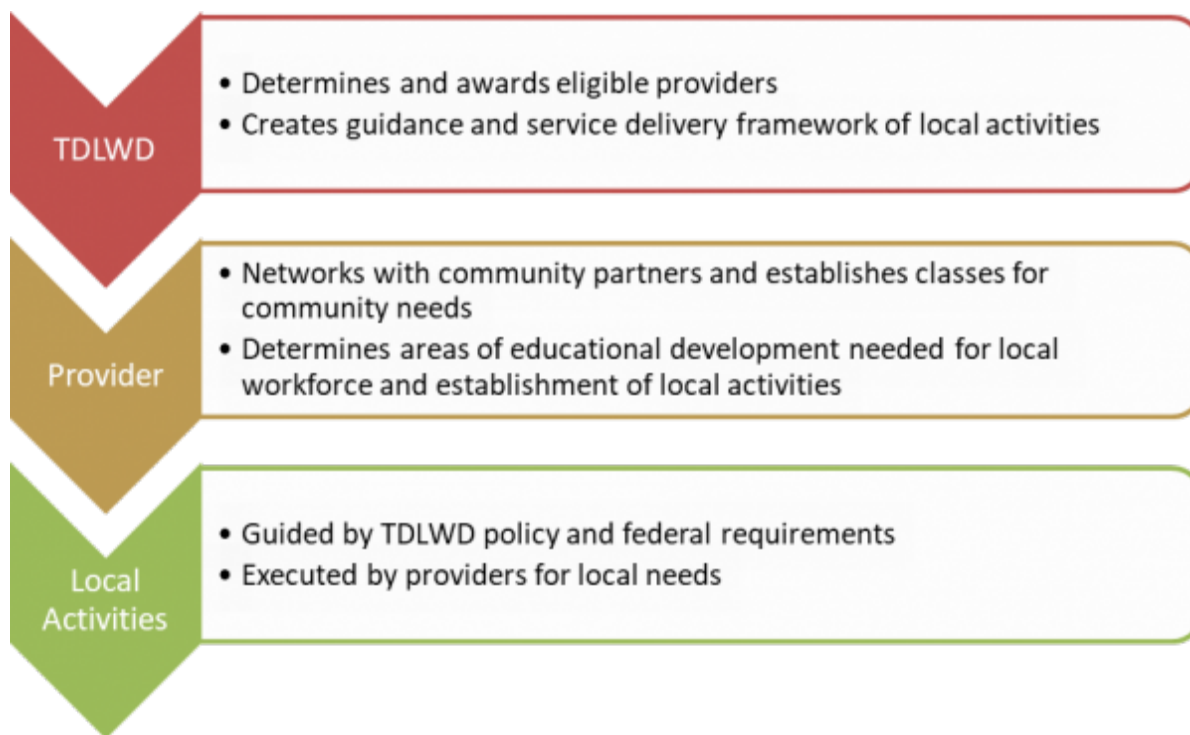 TDLWD
• Determines and awards eligible providers
• Creates guidance and service delivery framework of local activities
Provider
• Networks with community partners and establishes classes for
community needs
• Determines areas of educational development needed for local
workforce and establishment of local activities
Local
Activities
• Guided by TDLWD policy and federal requirements
• Executed by providers for local needs